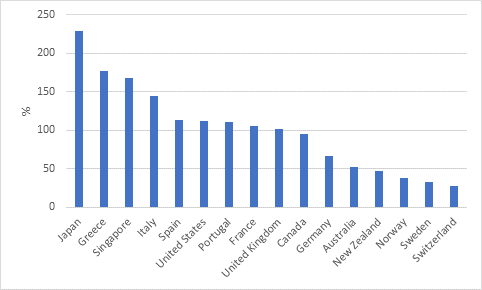 250
200
150
100
50
0
%
Japan
Greece
Singapore
Italy
Spain
United States
Portugal
France
United Kingdom
Canada
Germany
Australia
New Zealand
Norway
Sweden
Switzerland